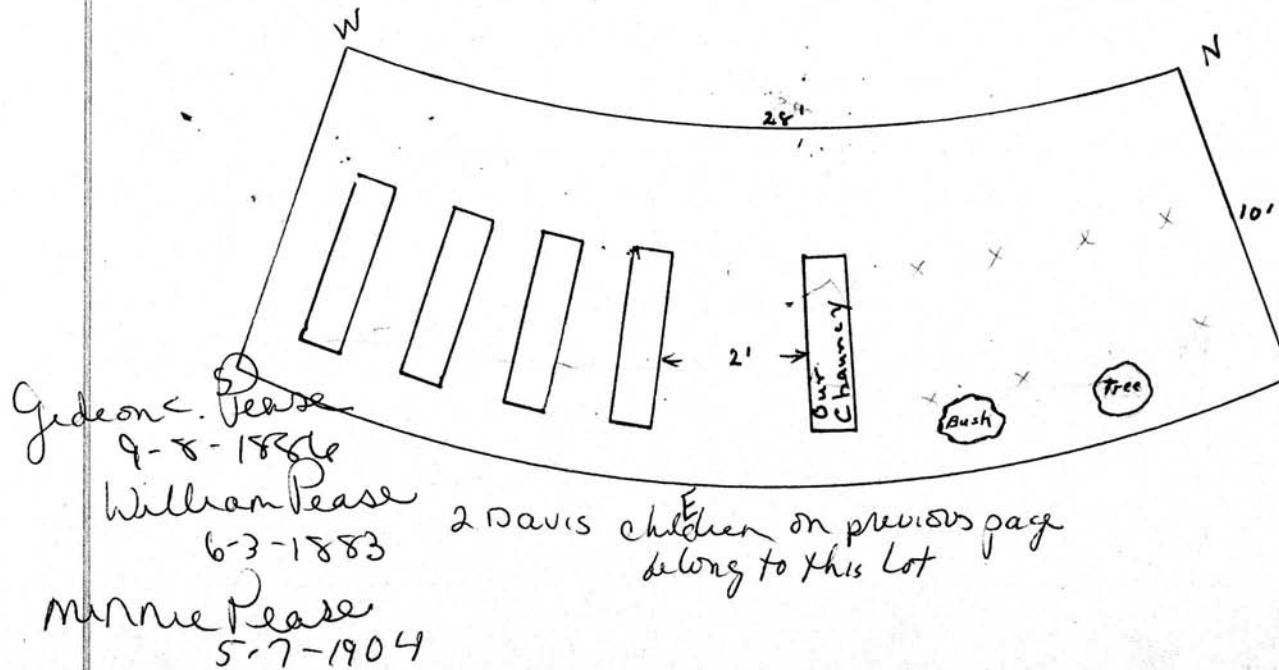 W
N
28'
10'
2'
Our
Chauncy
Bush
Tree
S
E
Gideon C. Pease
9-8-1886
William Pease
6-3-1883
2 Davis children on previous page
belong to this Lot
Minnie Pease
5-7-1904